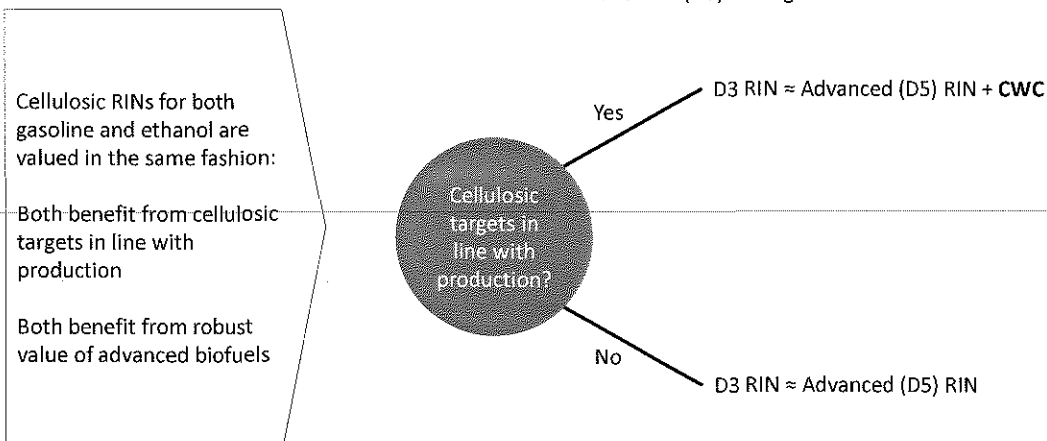 Cellulosic RINs for both
gasoline and ethanol are
valued in the same fashion:
Both benefit from cellulosic
targets in line with
production
Both benefit from robust
value of advanced biofuels
Cellulosic
targets in
line with
production?
Yes
D3 RIN ≈ Advanced (D5) RIN + CWC
No
D3 RIN ≈ Advanced (D5) RIN